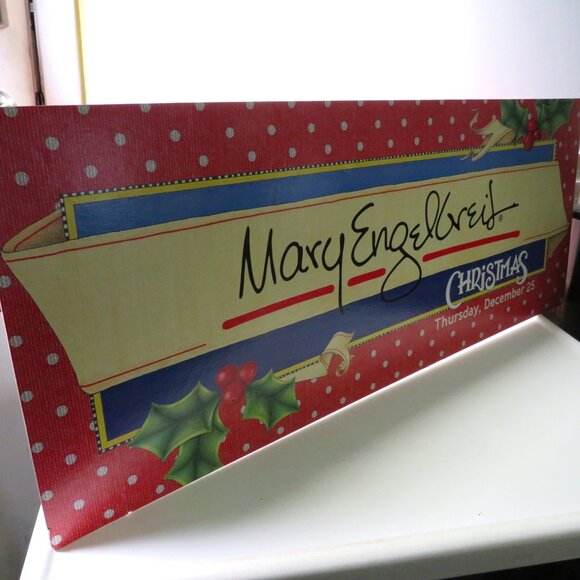 Mary Engelbreit®
CHRiSTMAS
Thursday, December 25